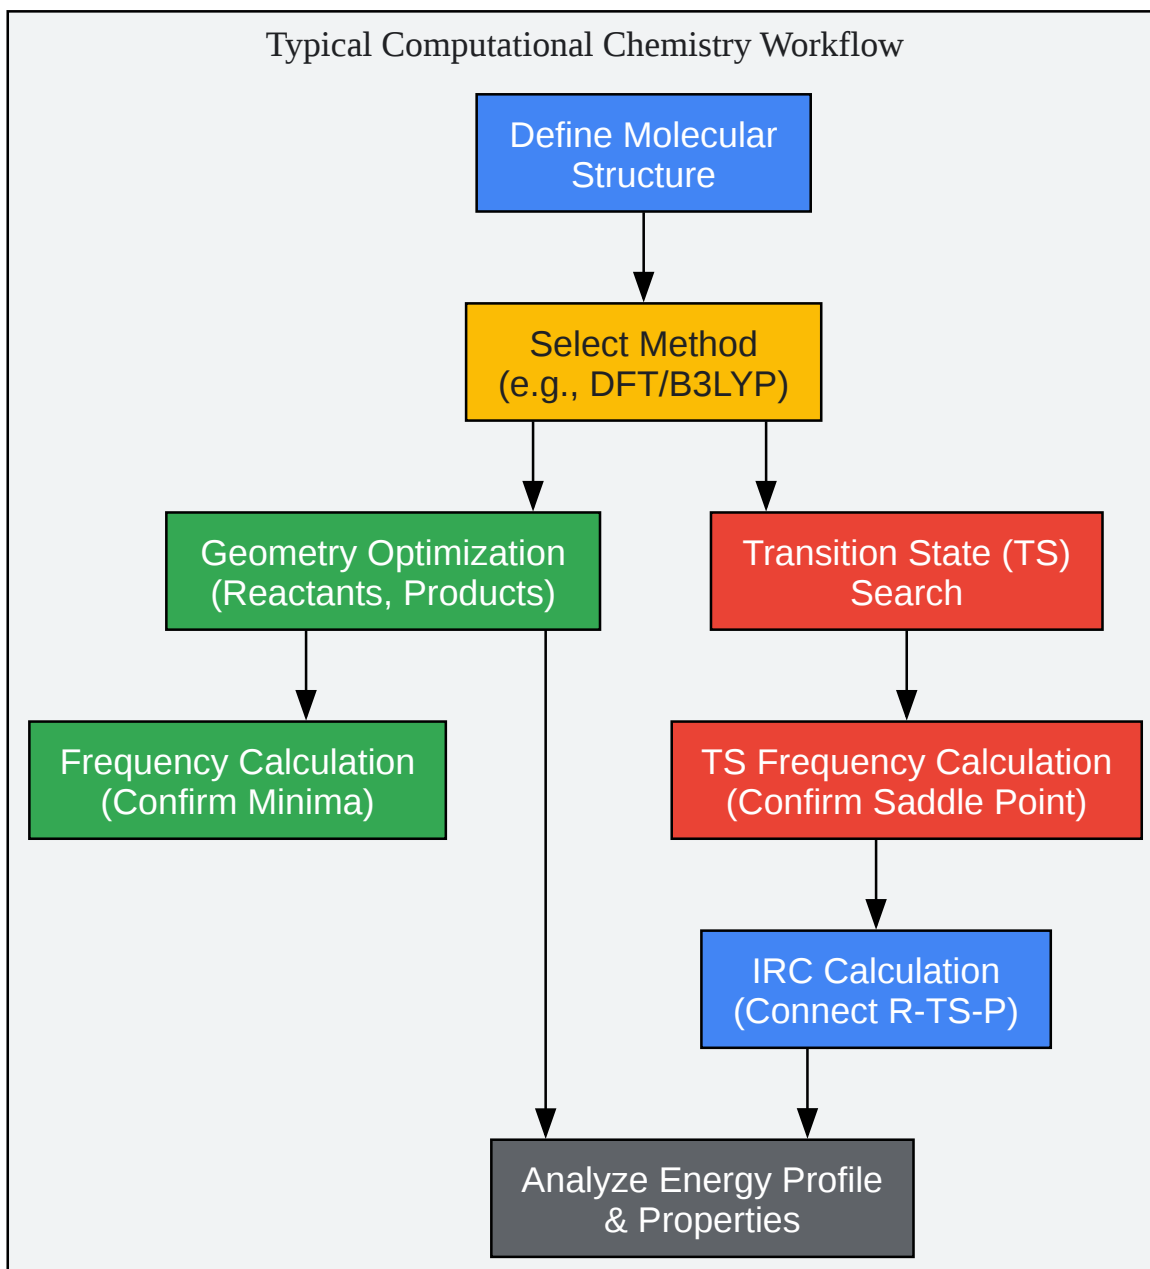 Typical Computational Chemistry Workflow
Define Molecular
Structure
Select Method
(e.g., DFT/B3LYP)
Geometry Optimization
(Reactants, Products)
Transition State (TS)
Search
Frequency Calculation
(Confirm Minima)
TS Frequency Calculation
(Confirm Saddle Point)
IRC Calculation
(Connect R-TS-P)
Analyze Energy Profile
& Properties